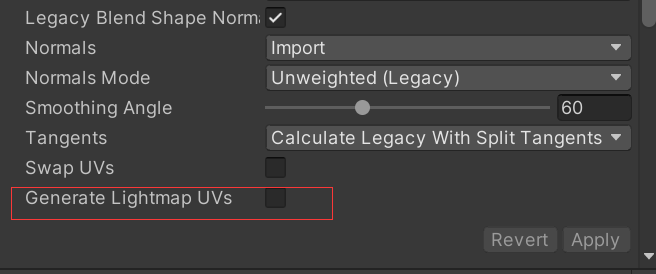 Legacy Blend Shape Norma
Normals Import
Normals Mode Unweighted (Legacy)
Smoothing Angle 60
Tangents Calculate Legacy With Split Tangents
Swap UVs
Generate Lightmap UVs
Revert Apply